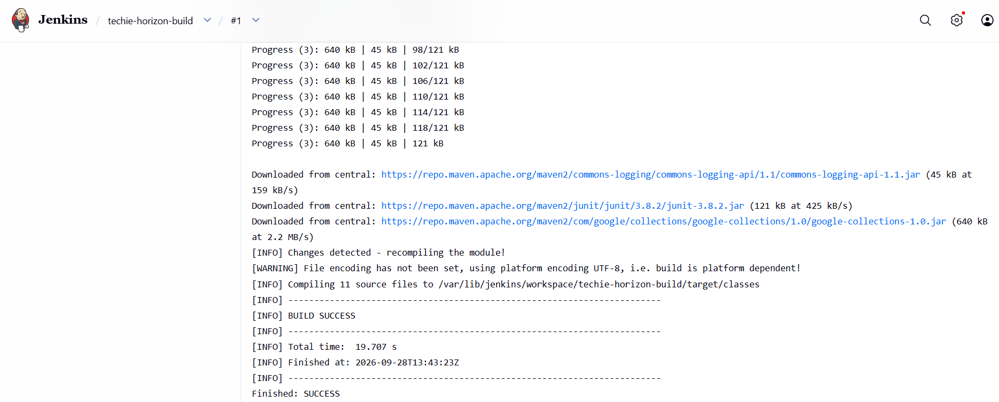 Jenkins / techie-horizon-build / #1
Progress (3): 640 kB | 45 kB | 98/121 kB
Progress (3): 640 kB | 45 kB | 102/121 kB
Progress (3): 640 kB | 45 kB | 106/121 kB
Progress (3): 640 kB | 45 kB | 110/121 kB
Progress (3): 640 kB | 45 kB | 114/121 kB
Progress (3): 640 kB | 45 kB | 118/121 kB
Progress (3): 640 kB | 45 kB | 121 kB
Downloaded from central: https://repo.maven.apache.org/maven2/commons-logging/commons-logging-api/1.1/commons-logging-api-1.1.jar (45 kB at
159 kB/s)
Downloaded from central: https://repo.maven.apache.org/maven2/junit/junit/3.8.2/junit-3.8.2.jar (121 kB at 425 kB/s)
Downloaded from central: https://repo.maven.apache.org/maven2/com/google/collections/google-collections/1.0/google-collections-1.0.jar (640 kB
at 2.2 MB/s)
[INFO] Changes detected - recompiling the module!
[WARNING] File encoding has not been set, using platform encoding UTF-8, i.e. build is platform dependent!
[INFO] Compiling 11 source files to /var/lib/jenkins/workspace/techie-horizon-build/target/classes
[INFO] ------------------------------------------------------------------------
[INFO] BUILD SUCCESS
[INFO] ------------------------------------------------------------------------
[INFO] Total time:  19.707 s
[INFO] Finished at: 2026-09-28T13:43:23Z
[INFO] ------------------------------------------------------------------------
Finished: SUCCESS